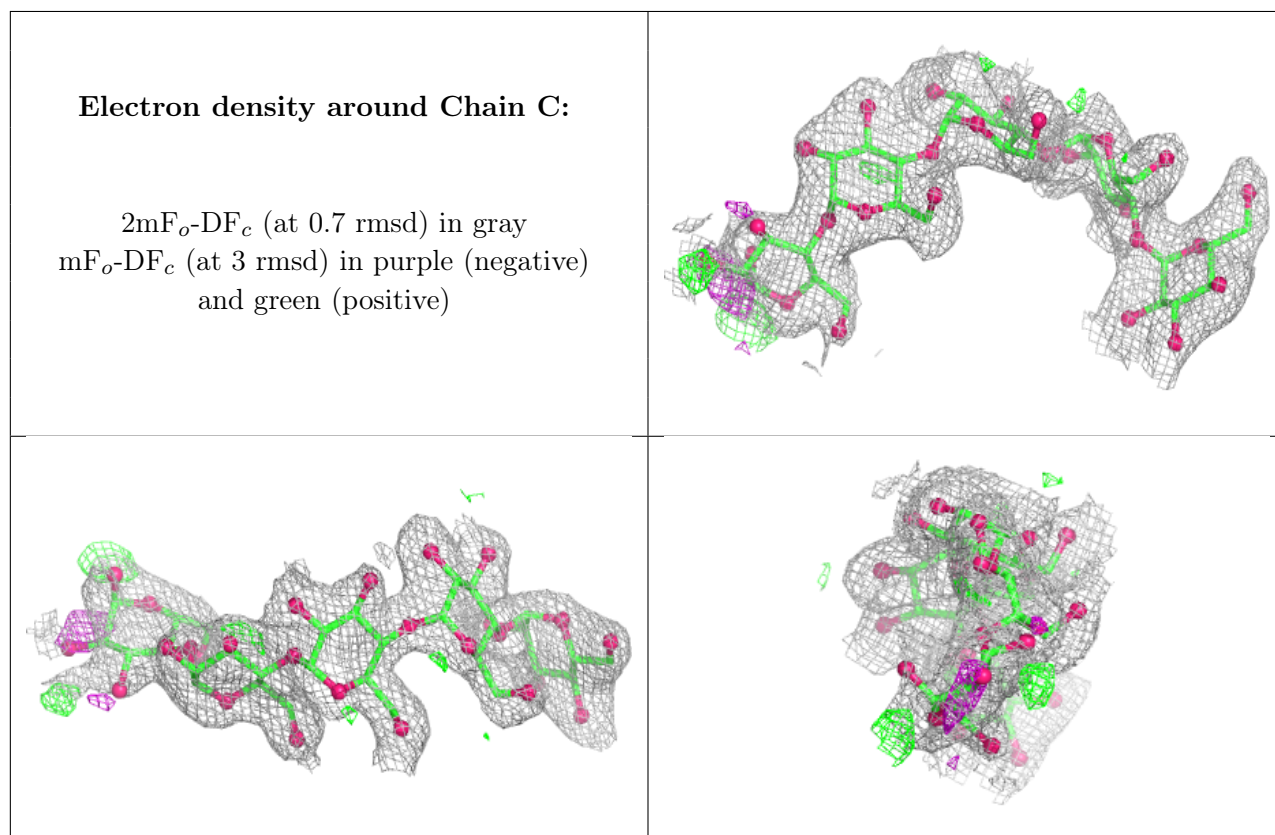 Electron density around Chain C:
2mFₒ-DF𝒸 (at 0.7 rmsd) in gray
mFₒ-DF𝒸 (at 3 rmsd) in purple (negative)
and green (positive)